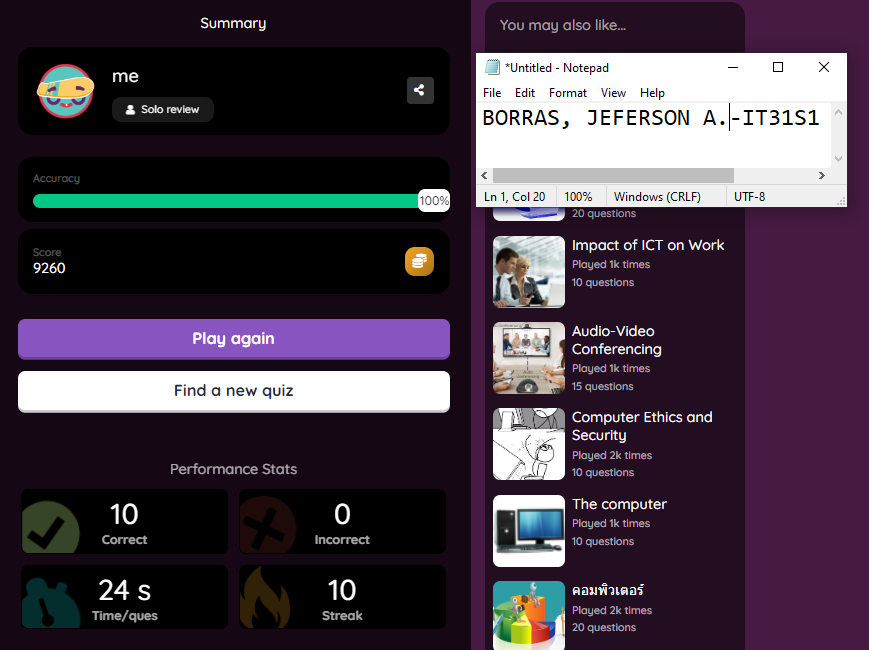 Summary
me
Solo review
Accuracy
100%
Score
9260
Play again
Find a new quiz
Performance Stats
10
Correct
0
Incorrect
24 s
Time/ques
10
Streak
You may also like...
*Untitled - Notepad
File Edit Format View Help
BORRAS, JEFERSON A.-IT31S1
Ln 1, Col 20 100% Windows (CRLF) UTF-8
20 questions
Impact of ICT on Work
Played 1k times
10 questions
Audio-Video
Conferencing
Played 1k times
15 questions
Computer Ethics and
Security
Played 2k times
10 questions
The computer
Played 1k times
10 questions
คอมพิวเตอร์
Played 2k times
20 questions